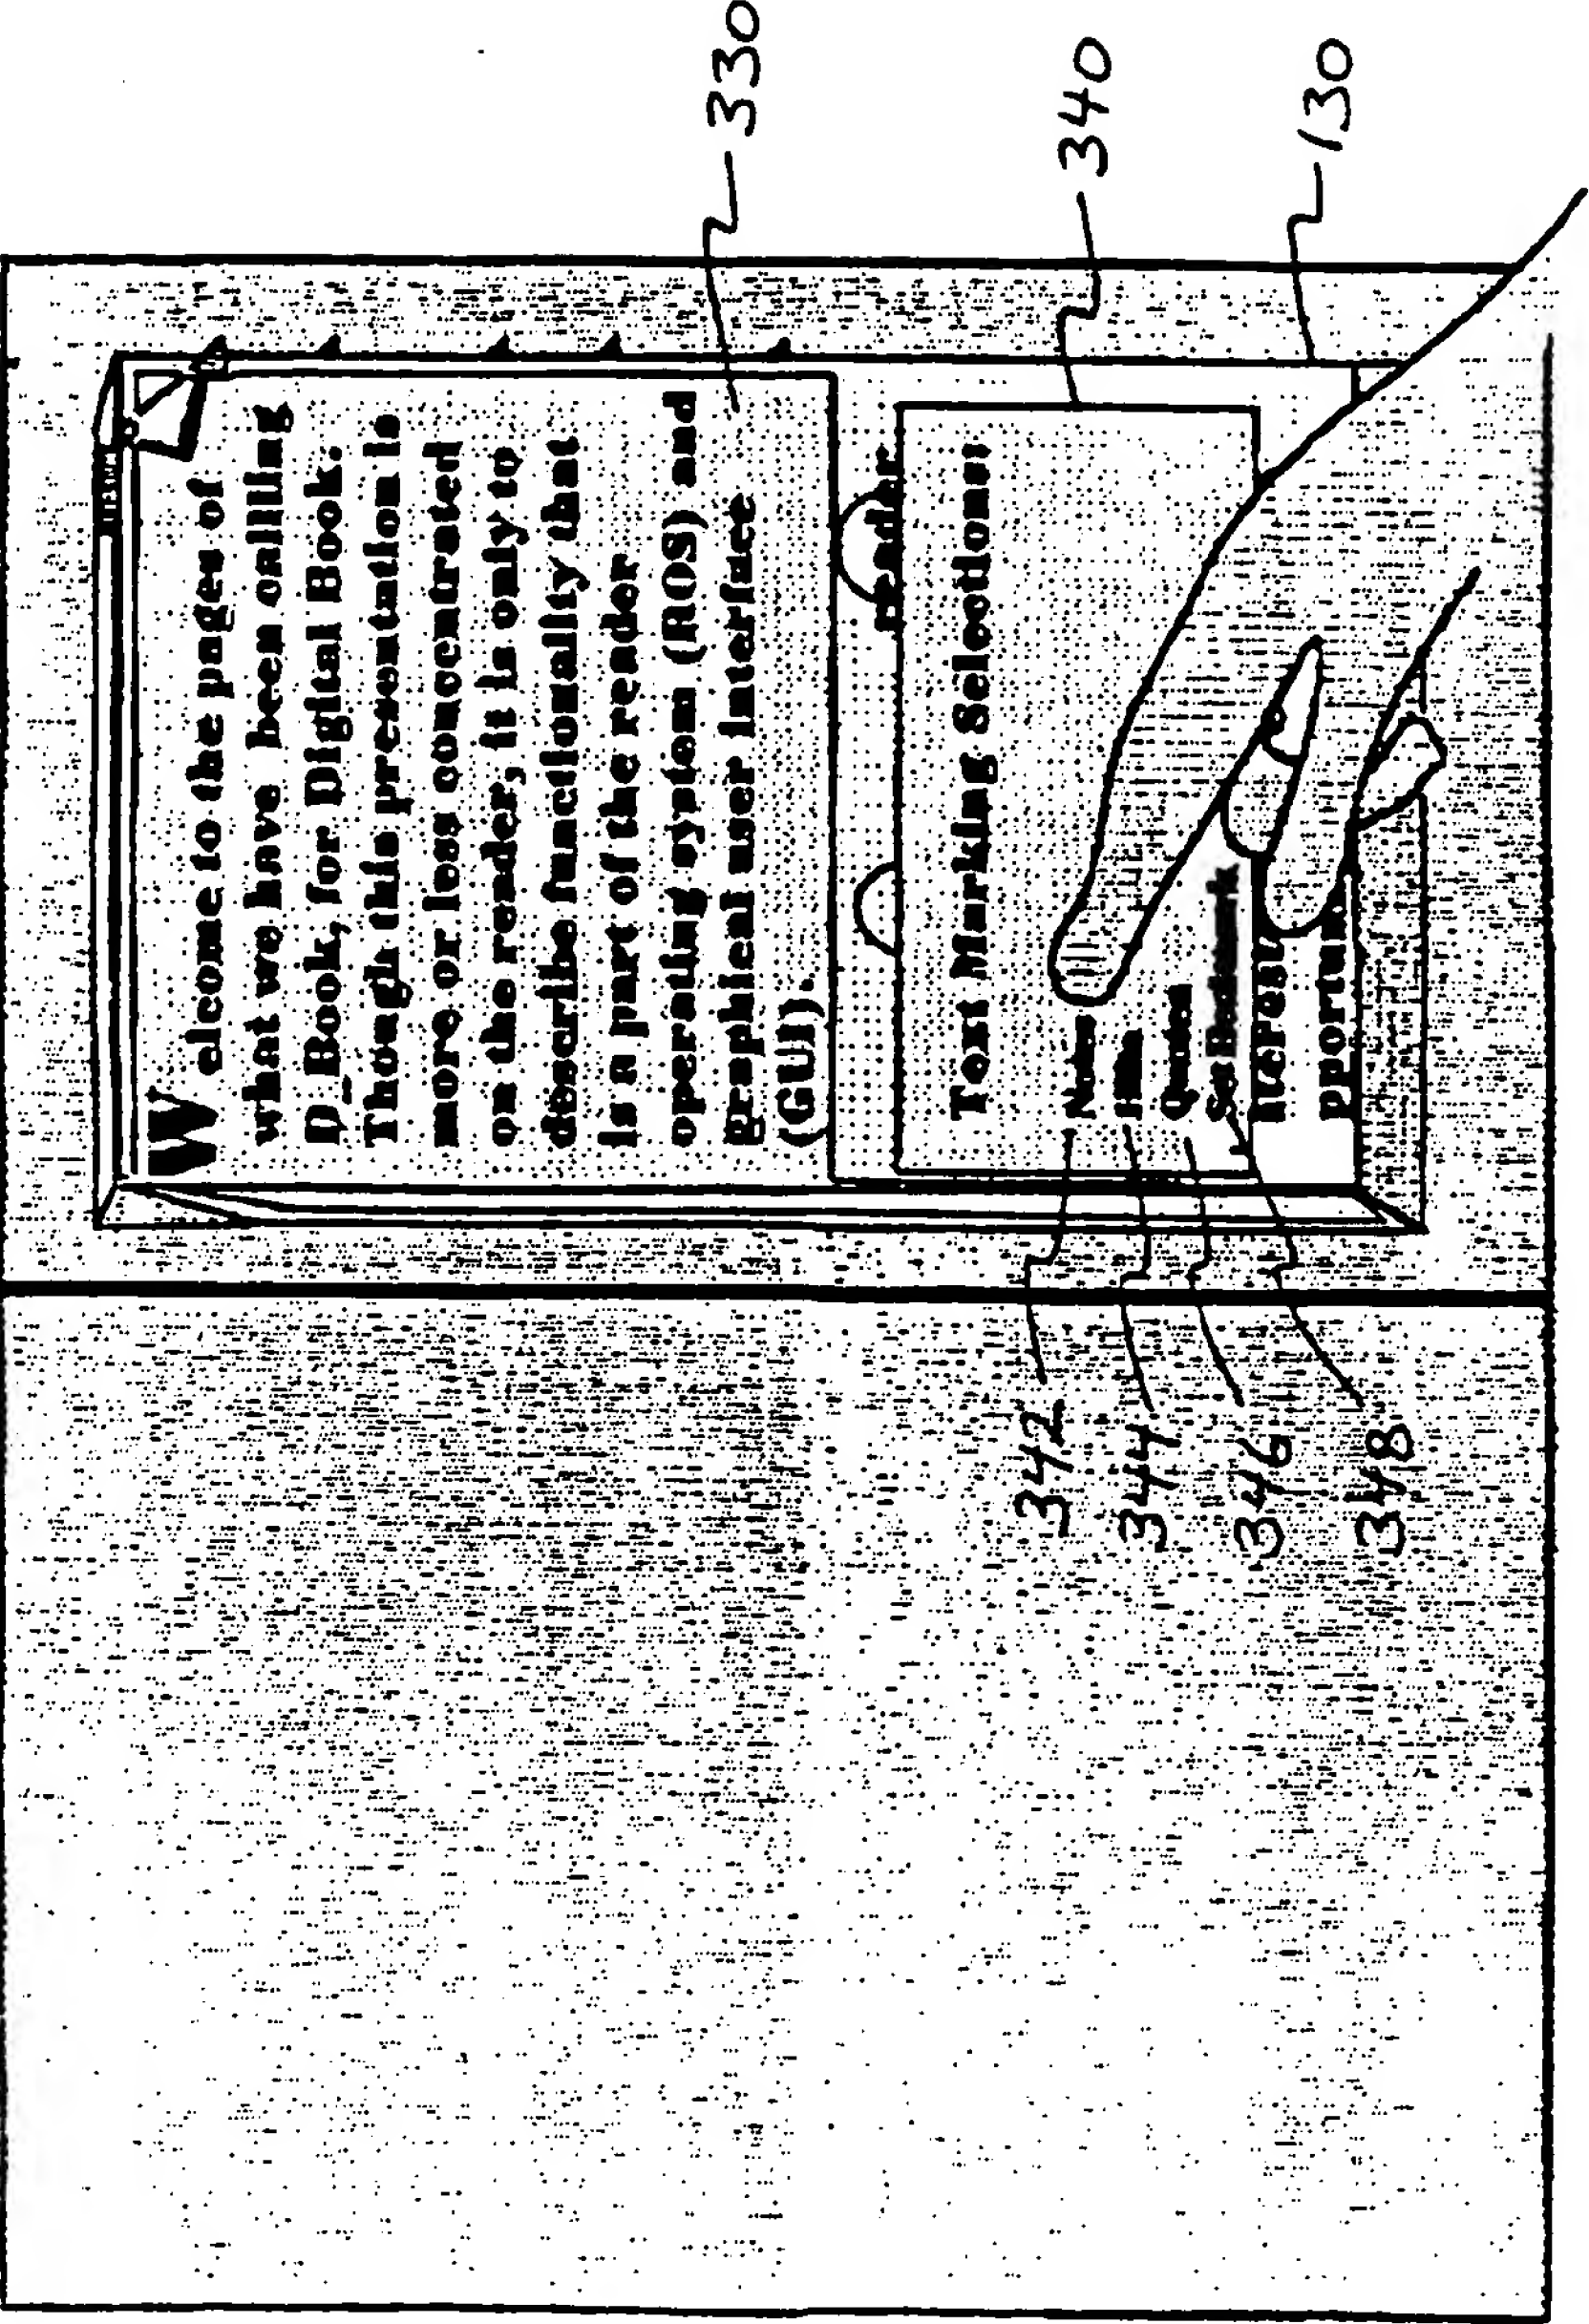 Welcome to the pages of
what we have been calling
D_Book, for Digital Book.
Though this presentation is
more or less concentrated
on the reader, it is only to
describe functionality that
is a part of the reader
operating system (ROS) and
graphical user interface
(GUI).
Text Marking Selections:
Notes
Quotes
Set Bookmark
330
340
130
342
344
346
348